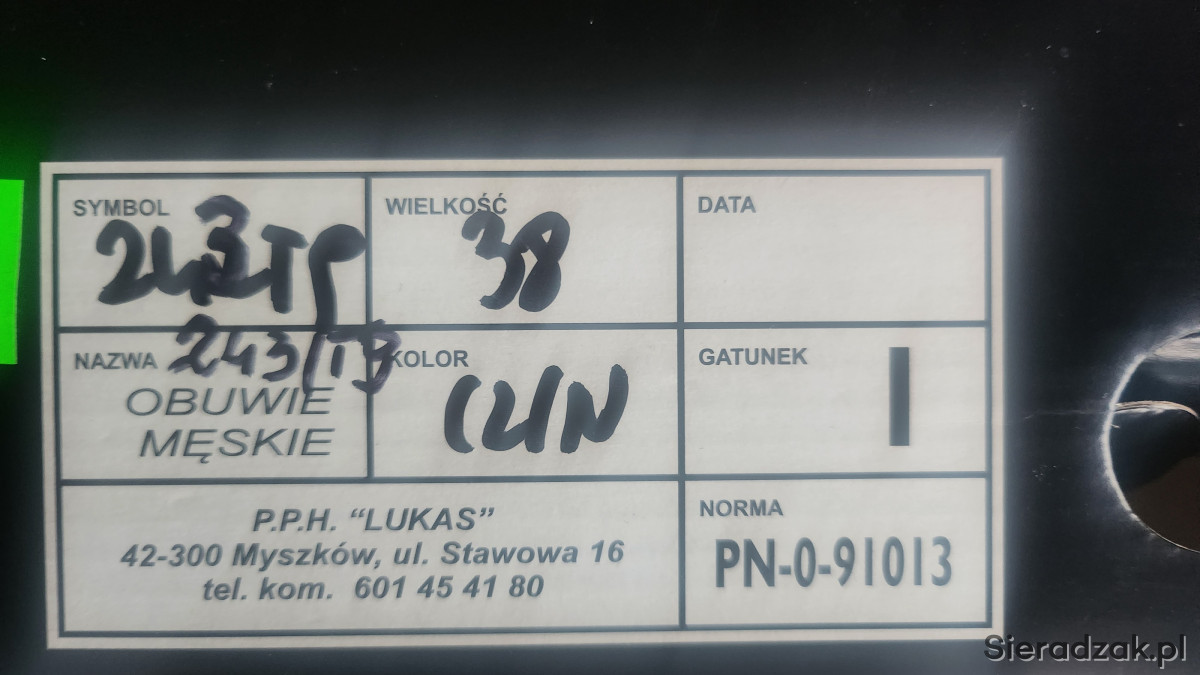 SYMBOL
WIELKOŚĆ
38
DATA
NAZWA 243/TP
OBUWIE
MĘSKIE
KOLOR
GATUNEK I
P.P.H. “LUKAS”
42-300 Myszków, ul. Stawowa 16
tel. kom. 601 45 41 80
NORMA
PN-0-91013
Sieradzak.pl